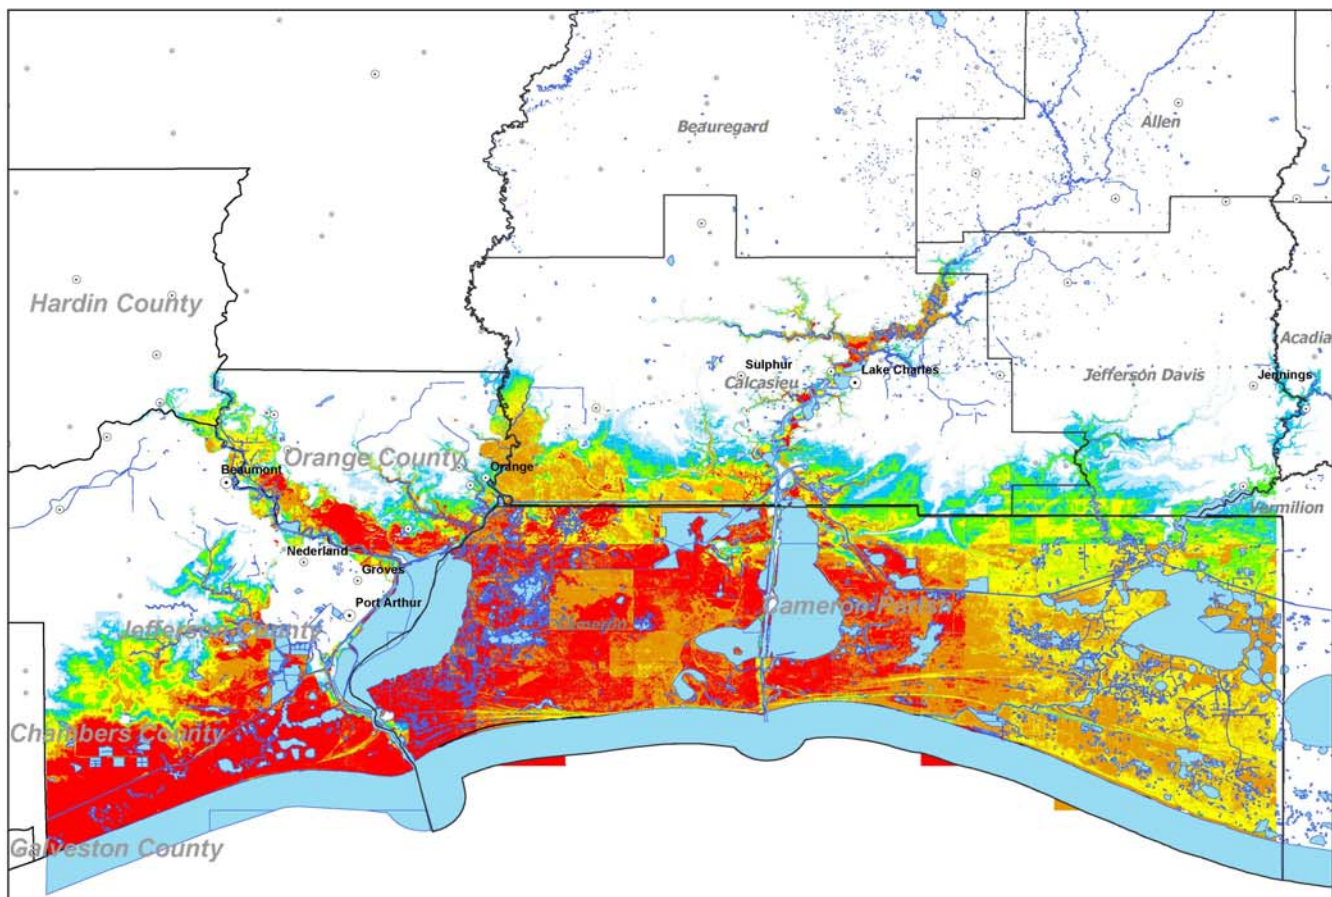 Beauregard
Allen
Hardin County
Acadia
Sulphur
Lake Charles
Calcasieu
Jefferson Davis
Jennings
Orange County
Orange
Beaumont
Vermilion
Nederland
Groves
Port Arthur
Cameron Parish
Cameron
Jefferson County
Chambers County
Galveston County